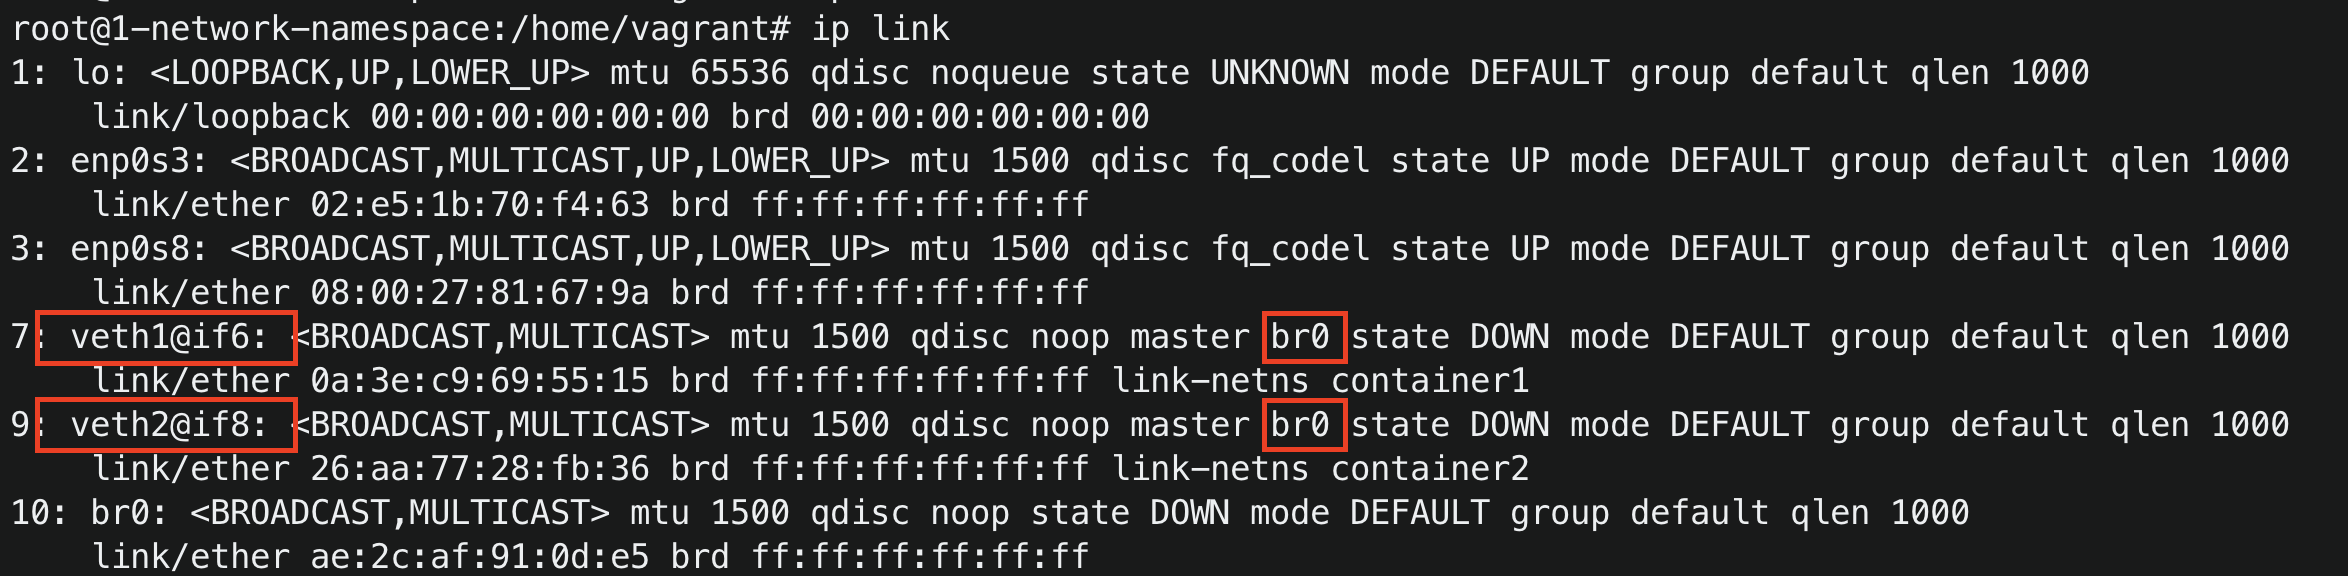 root@1-network-namespace:/home/vagrant# ip link
1: lo: <LOOPBACK,UP,LOWER_UP> mtu 65536 qdisc noqueue state UNKNOWN mode DEFAULT group default qlen 1000
    link/loopback 00:00:00:00:00:00 brd 00:00:00:00:00:00
2: enp0s3: <BROADCAST,MULTICAST,UP,LOWER_UP> mtu 1500 qdisc fq_codel state UP mode DEFAULT group default qlen 1000
    link/ether 02:e5:1b:70:f4:63 brd ff:ff:ff:ff:ff:ff
3: enp0s8: <BROADCAST,MULTICAST,UP,LOWER_UP> mtu 1500 qdisc fq_codel state UP mode DEFAULT group default qlen 1000
    link/ether 08:00:27:81:67:9a brd ff:ff:ff:ff:ff:ff
7: veth1@if6: <BROADCAST,MULTICAST> mtu 1500 qdisc noop master br0 state DOWN mode DEFAULT group default qlen 1000
    link/ether 0a:3e:c9:69:55:15 brd ff:ff:ff:ff:ff:ff link-netns container1
9: veth2@if8: <BROADCAST,MULTICAST> mtu 1500 qdisc noop master br0 state DOWN mode DEFAULT group default qlen 1000
    link/ether 26:aa:77:28:fb:36 brd ff:ff:ff:ff:ff:ff link-netns container2
10: br0: <BROADCAST,MULTICAST> mtu 1500 qdisc noop state DOWN mode DEFAULT group default qlen 1000
    link/ether ae:2c:af:91:0d:e5 brd ff:ff:ff:ff:ff:ff